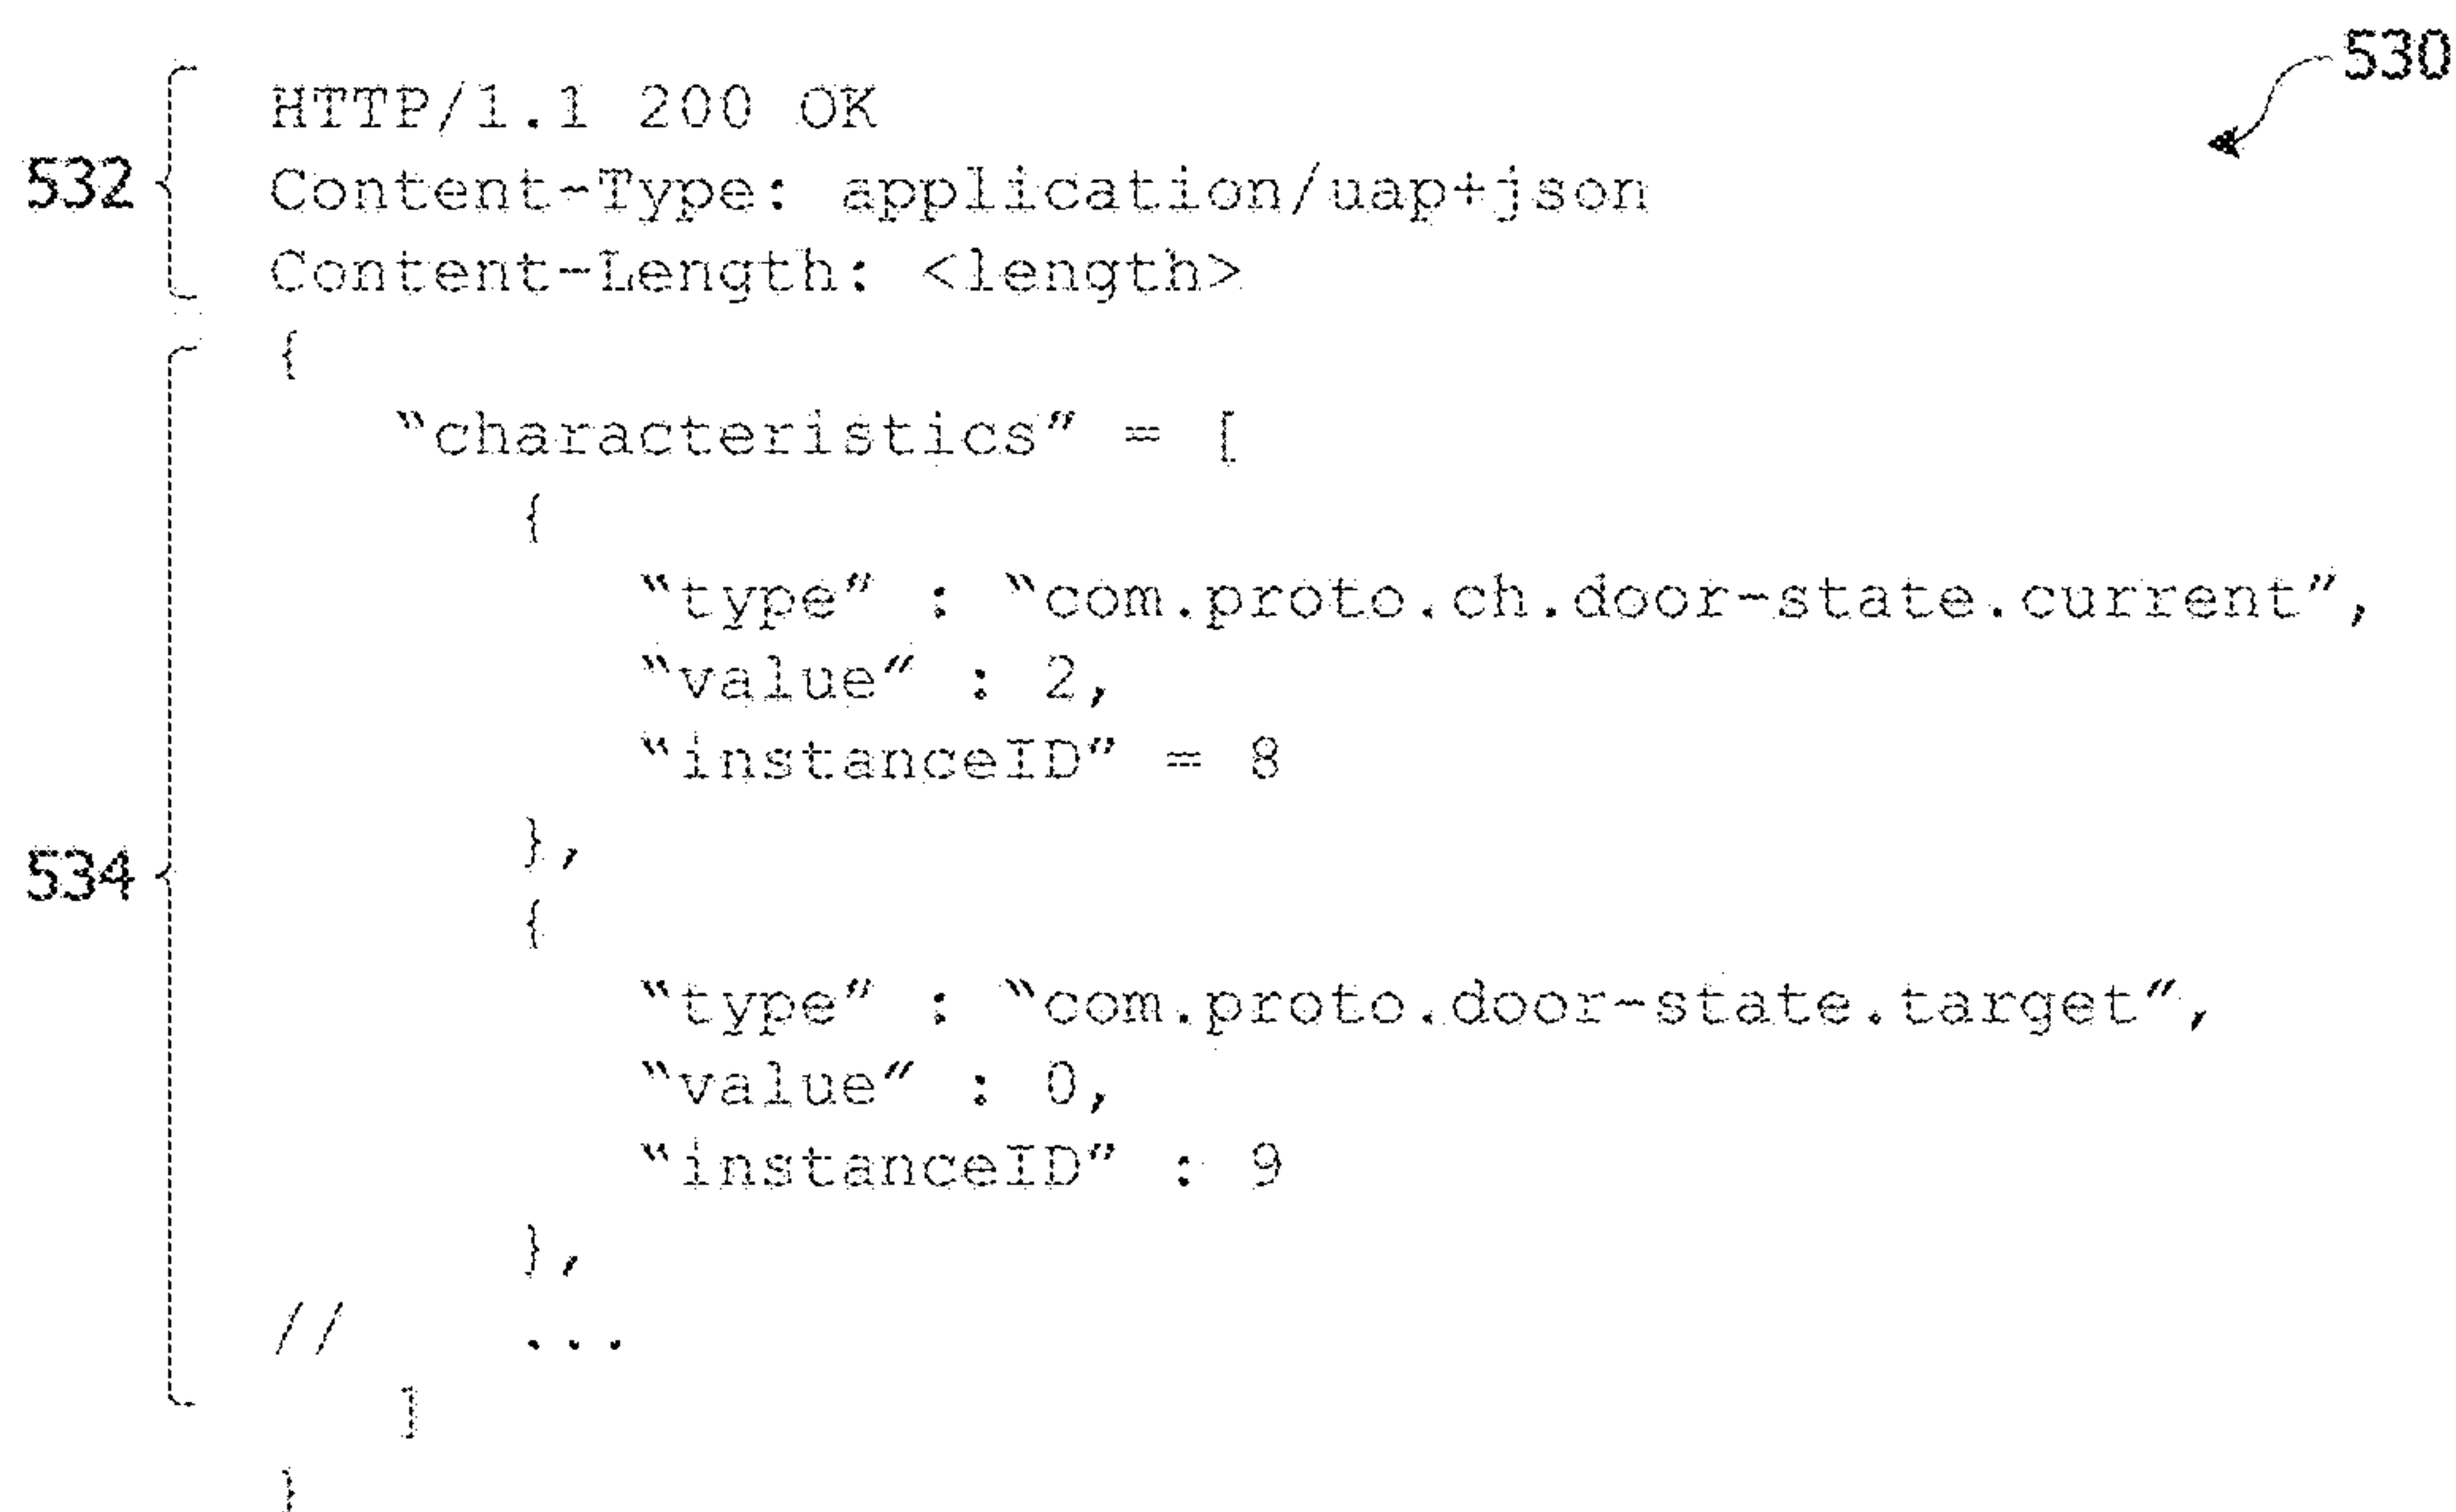 530
HTTP/1.1 200 OK
532
Content-Type: application/uap+json
Content-Length: <length>
{
“characteristics” = [
{
“type” : “com.proto.ch.door-state.current”,
“value” : 2,
“instanceID” = 8
},
534
{
“type” : “com.proto.door-state.target”,
“value” : 0,
“instanceID” : 9
},
// ...
]
}